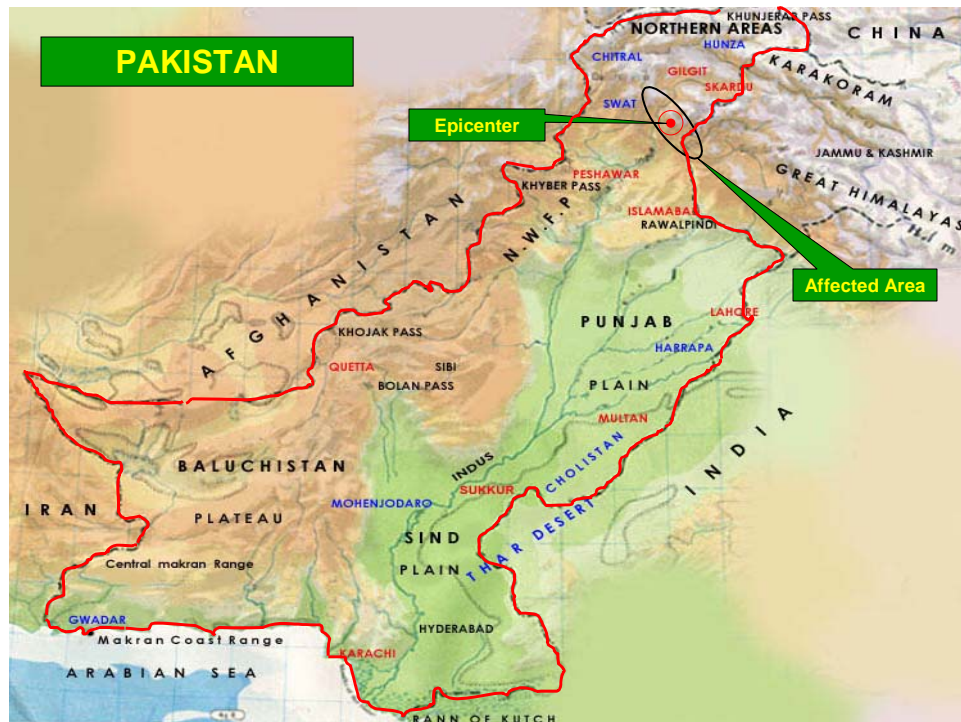 KHUNJERAB PASS
NORTHERN AREAS
CHINA
HUNZA
CHITRAL
PAKISTAN
GILGIT
KARAKORAM
SKARDU
SWAT
Epicenter
JAMMU & KASHMIR
GREAT HIMALAYAS
PESHAWAR
KHYBER PASS
N.W.F.P
ISLAMABAD
RAWALPINDI
AFGHANISTAN
Affected Area
LAHORE
PUNJAB
KHOJAK PASS
HARRAPA
QUETTA
SIBI
BOLAN PASS
PLAIN
MULTAN
INDIA
CHOLISTAN
BALUCHISTAN
INDUS
SUKKUR
MOHENJODARO
IRAN
PLATEAU
THAR DESERT
SIND
PLAIN
Central makran Range
GWADAR
HYDERABAD
Makran Coast Range
KARACHI
ARABIAN SEA
RANN OF KUTCH